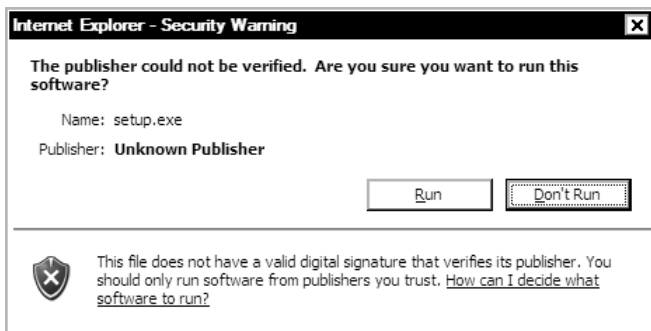 Internet Explorer - Security Warning
The publisher could not be verified.  Are you sure you want to run this
software?
Name: setup.exe
Publisher: Unknown Publisher
Run
Don't Run
This file does not have a valid digital signature that verifies its publisher. You
should only run software from publishers you trust. How can I decide what
software to run?